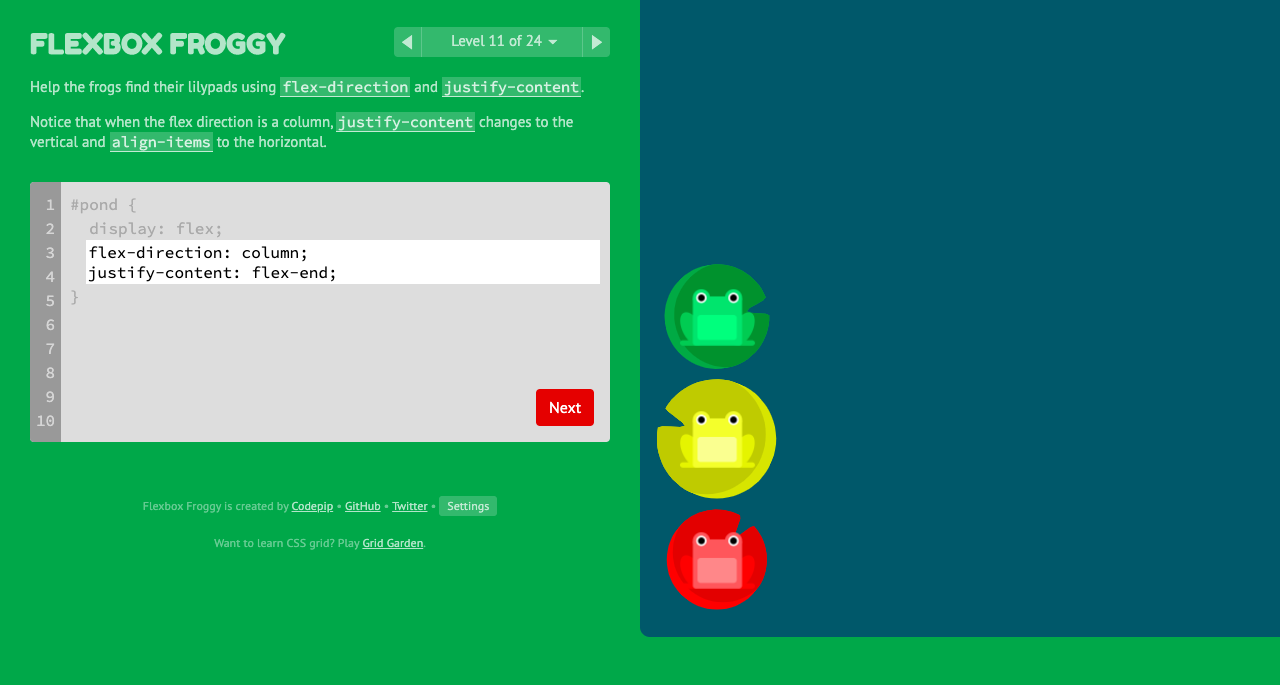 FLEXBOX FROGGY
Level 11 of 24
Help the frogs find their lilypads using flex-direction and justify-content.
Notice that when the flex direction is a column, justify-content changes to the
vertical and align-items to the horizontal.
1 #pond {
2 display: flex;
3 flex-direction: column;
4 justify-content: flex-end;
5 }
6
7
8
9
10
Next
Flexbox Froggy is created by Codepip • GitHub • Twitter • Settings
Want to learn CSS grid? Play Grid Garden.